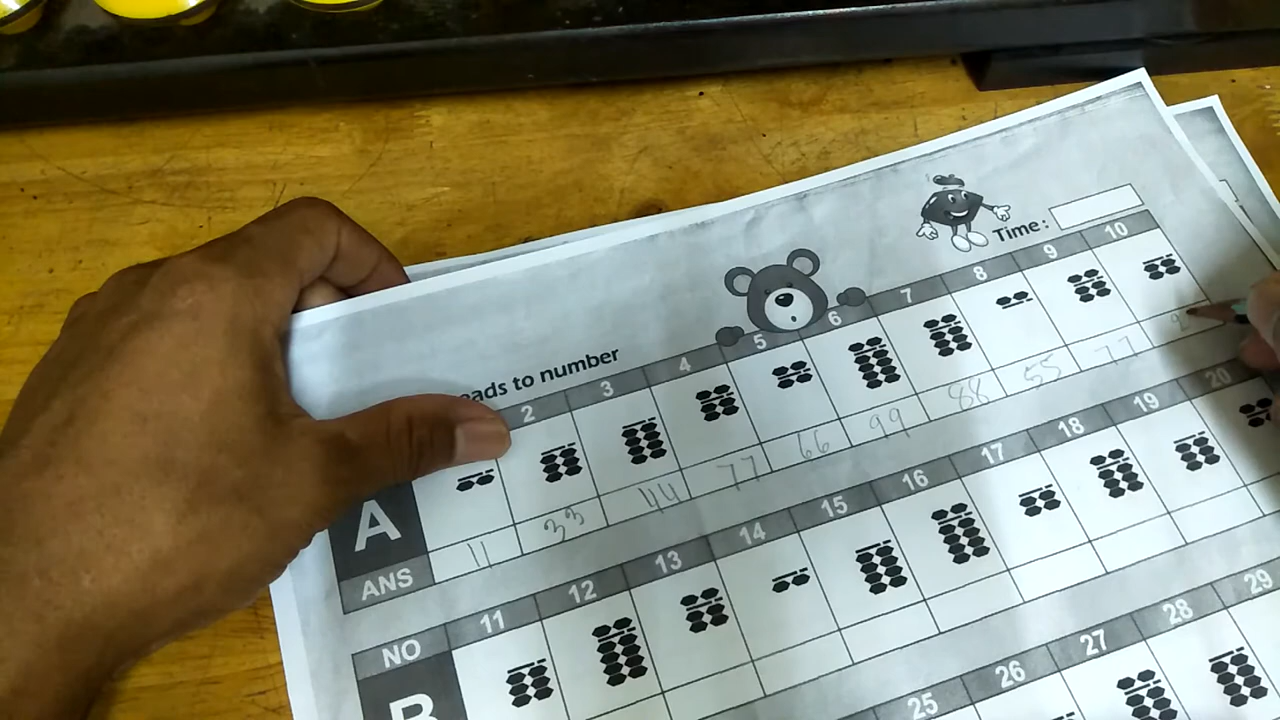 Time:
eads to number
2 3 4 5 6 7 8 9 10
A
ANS 11 33 44 77 66 99 88 55 77 2
NO 11 12 13 14 15 16 17 18 19 20
B
25 26 27 28 29